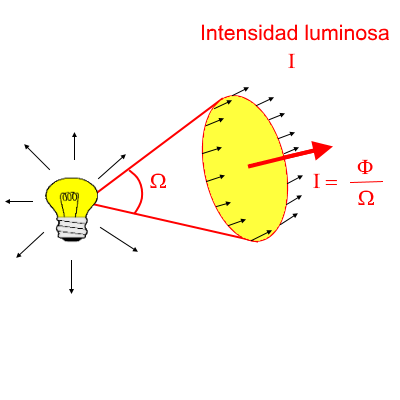 Intensidad luminosa
I
Ω
I = Φ
Ω